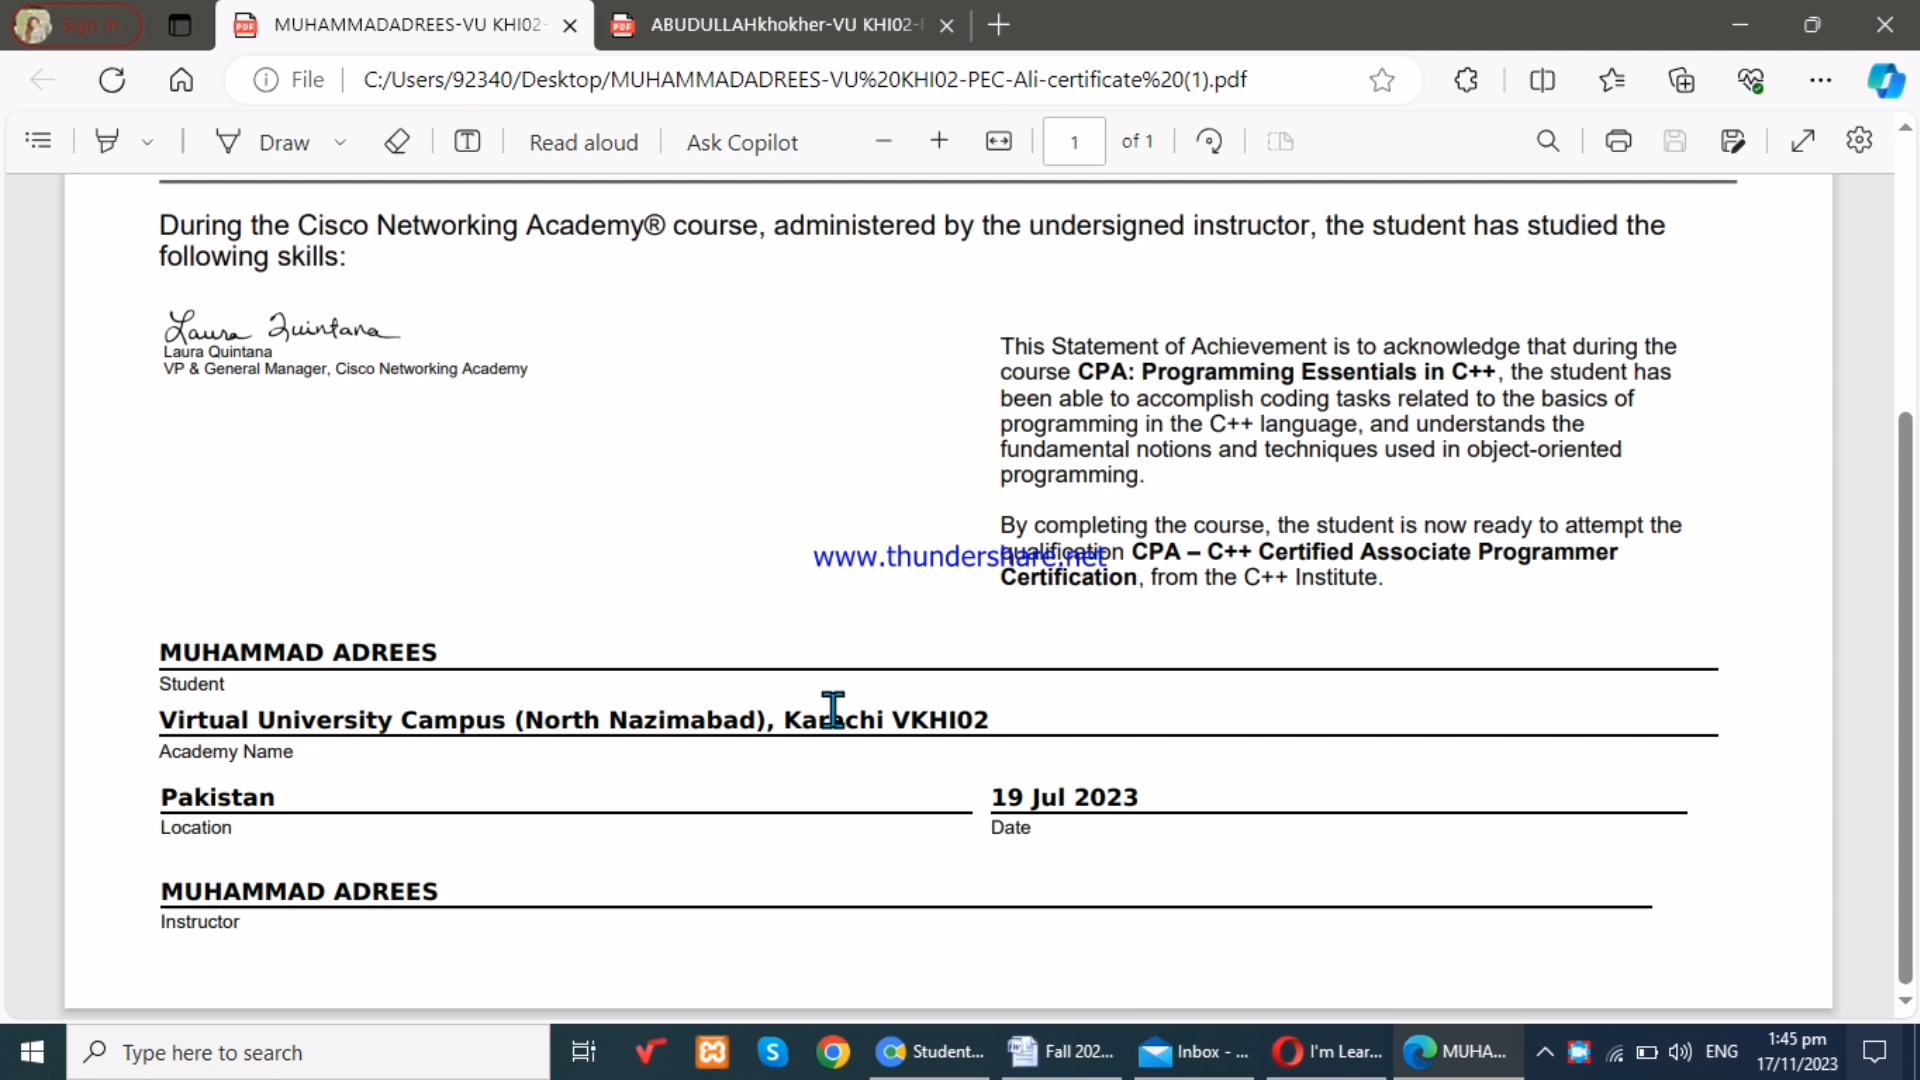 Sign in
MUHAMMADADREES-VU KHI02-
ABUDULLAHkhokher-VU KHI02-
File
C:/Users/92340/Desktop/MUHAMMADADREES-VU%20KHI02-PEC-Ali-certificate%20(1).pdf
Draw
Read aloud
Ask Copilot
1
of 1
During the Cisco Networking Academy® course, administered by the undersigned instructor, the student has studied the
following skills:
Laura Quintana
Laura Quintana
VP & General Manager, Cisco Networking Academy
This Statement of Achievement is to acknowledge that during the
course CPA: Programming Essentials in C++, the student has
been able to accomplish coding tasks related to the basics of
programming in the C++ language, and understands the
fundamental notions and techniques used in object-oriented
programming.
By completing the course, the student is now ready to attempt the
qualification CPA – C++ Certified Associate Programmer
Certification, from the C++ Institute.
www.thundershare.net
MUHAMMAD ADREES
Student
Virtual University Campus (North Nazimabad), Karachi VKHI02
Academy Name
Pakistan
Location
19 Jul 2023
Date
MUHAMMAD ADREES
Instructor
Type here to search
Student...
Fall 202...
Inbox - ...
I'm Lear...
MUHA...
ENG
1:45 pm
17/11/2023